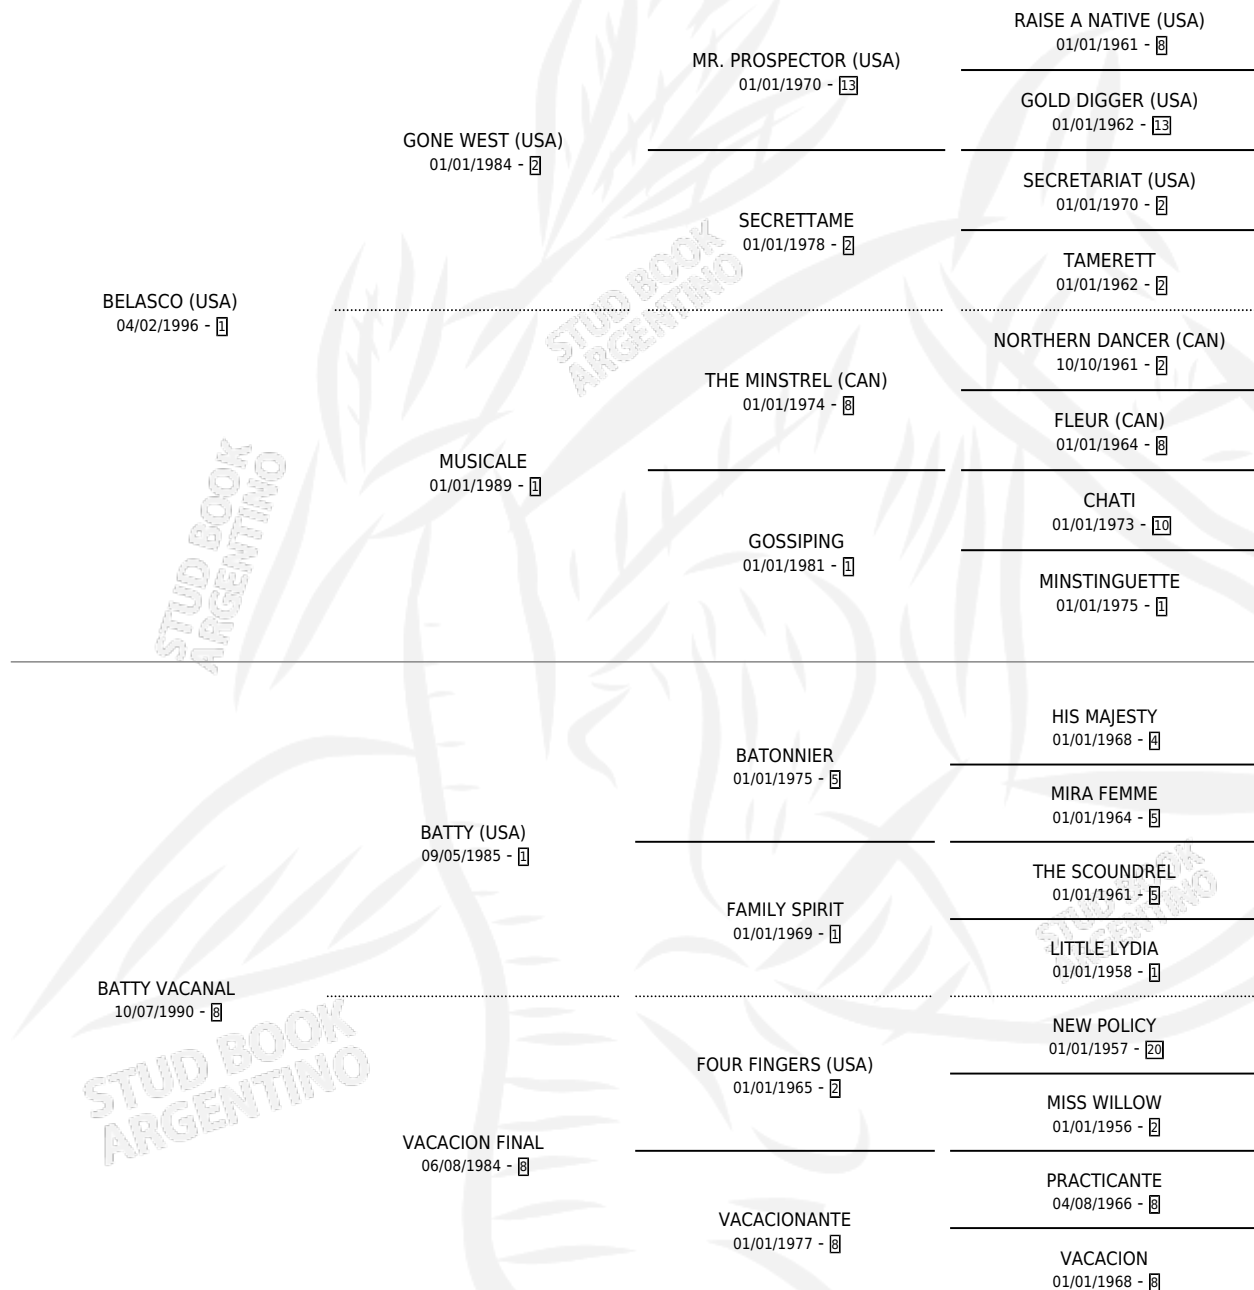 RAISE A NATIVE (USA)
01/01/1961 - 8
MR. PROSPECTOR (USA)
01/01/1970 - 13
GOLD DIGGER (USA)
01/01/1962 - 13
GONE WEST (USA)
01/01/1984 - 2
SECRETARIAT (USA)
01/01/1970 - 2
SECRETTAME
01/01/1978 - 2
TAMERETT
01/01/1962 - 2
BELASCO (USA)
04/02/1996 - 1
NORTHERN DANCER (CAN)
10/10/1961 - 2
THE MINSTREL (CAN)
01/01/1974 - 8
FLEUR (CAN)
01/01/1964 - 8
MUSICALE
01/01/1989 - 1
CHATI
01/01/1973 - 10
GOSSIPING
01/01/1981 - 1
MINSTINGUETTE
01/01/1975 - 1
HIS MAJESTY
01/01/1968 - 4
BATONNIER
01/01/1975 - 5
MIRA FEMME
01/01/1964 - 5
BATTY (USA)
09/05/1985 - 1
THE SCOUNDREL
01/01/1961 - 5
FAMILY SPIRIT
01/01/1969 - 1
LITTLE LYDIA
01/01/1958 - 1
BATTY VACANAL
10/07/1990 - 8
NEW POLICY
01/01/1957 - 20
FOUR FINGERS (USA)
01/01/1965 - 2
MISS WILLOW
01/01/1956 - 2
VACACION FINAL
06/08/1984 - 8
PRACTICANTE
04/08/1966 - 8
VACACIONANTE
01/01/1977 - 8
VACACION
01/01/1968 - 8
STUD BOOK
ARGENTINO
STUD BOOK
ARGENTINO
STUD BOOK
ARGENTINO
STUD BOOK
ARGENTINO